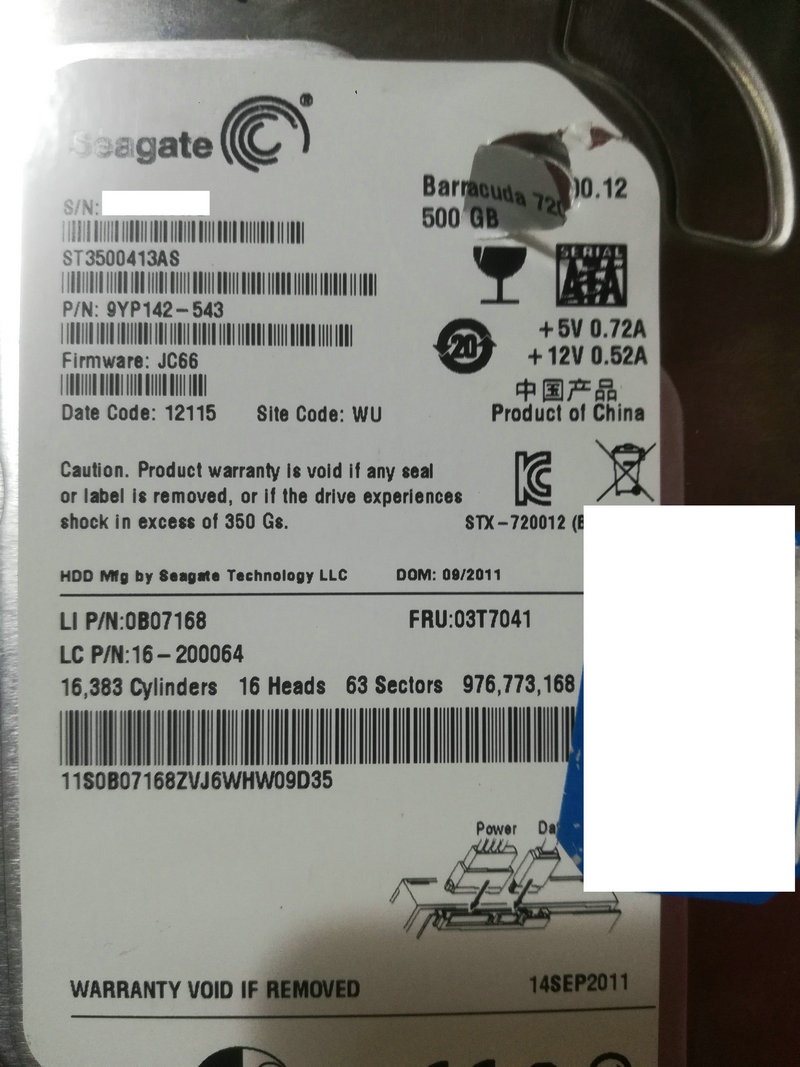 Seagate®
S/N:
ST3500413AS
P/N: 9YP142-543
Firmware: JC66
Date Code: 12115 Site Code: WU
Barracuda 720 00.12
500 GB
SERIAL
ATA
20
+5V 0.72A
+12V 0.52A
中国产品
Product of China
Caution. Product warranty is void if any seal
or label is removed, or if the drive experiences
shock in excess of 350 Gs.
STX-720012 (
HDD Mfg by Seagate Technology LLC DOM: 09/2011
LI P/N:0B07168 FRU:03T7041
LC P/N:16-200064
16,383 Cylinders 16 Heads 63 Sectors 976,773,168
11S0B07168ZVJ6WHW09D35
Power Da
WARRANTY VOID IF REMOVED 14SEP2011